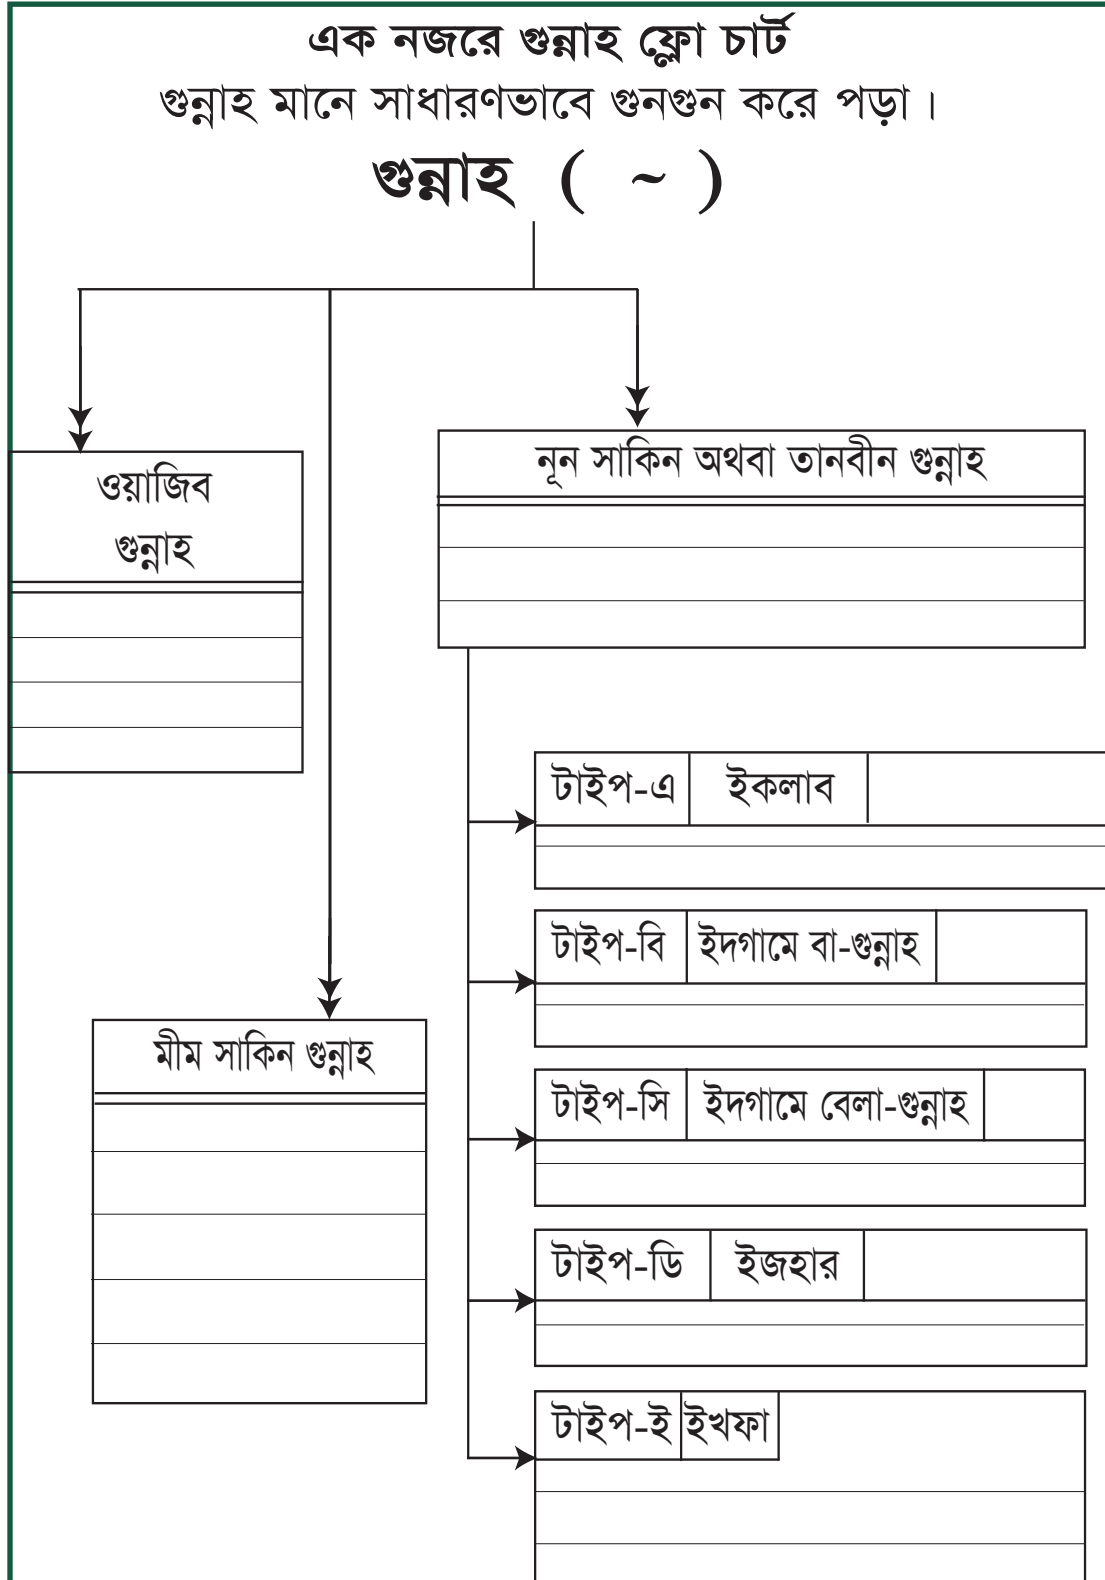 এক নজরে গুন্নাহ ফ্লো চার্ট
গুন্নাহ মানে সাধারণভাবে গুনগুন করে পড়া।
গুন্নাহ ( ~ )
ওয়াজিব
গুন্নাহ
নূন সাকিন অথবা তানবীন গুন্নাহ
টাইপ-এ ইকলাব
টাইপ-বি ইদগামে বা-গুন্নাহ
মীম সাকিন গুন্নাহ
টাইপ-সি ইদগামে বেলা-গুন্নাহ
টাইপ-ডি ইজহার
টাইপ-ই ইখফা